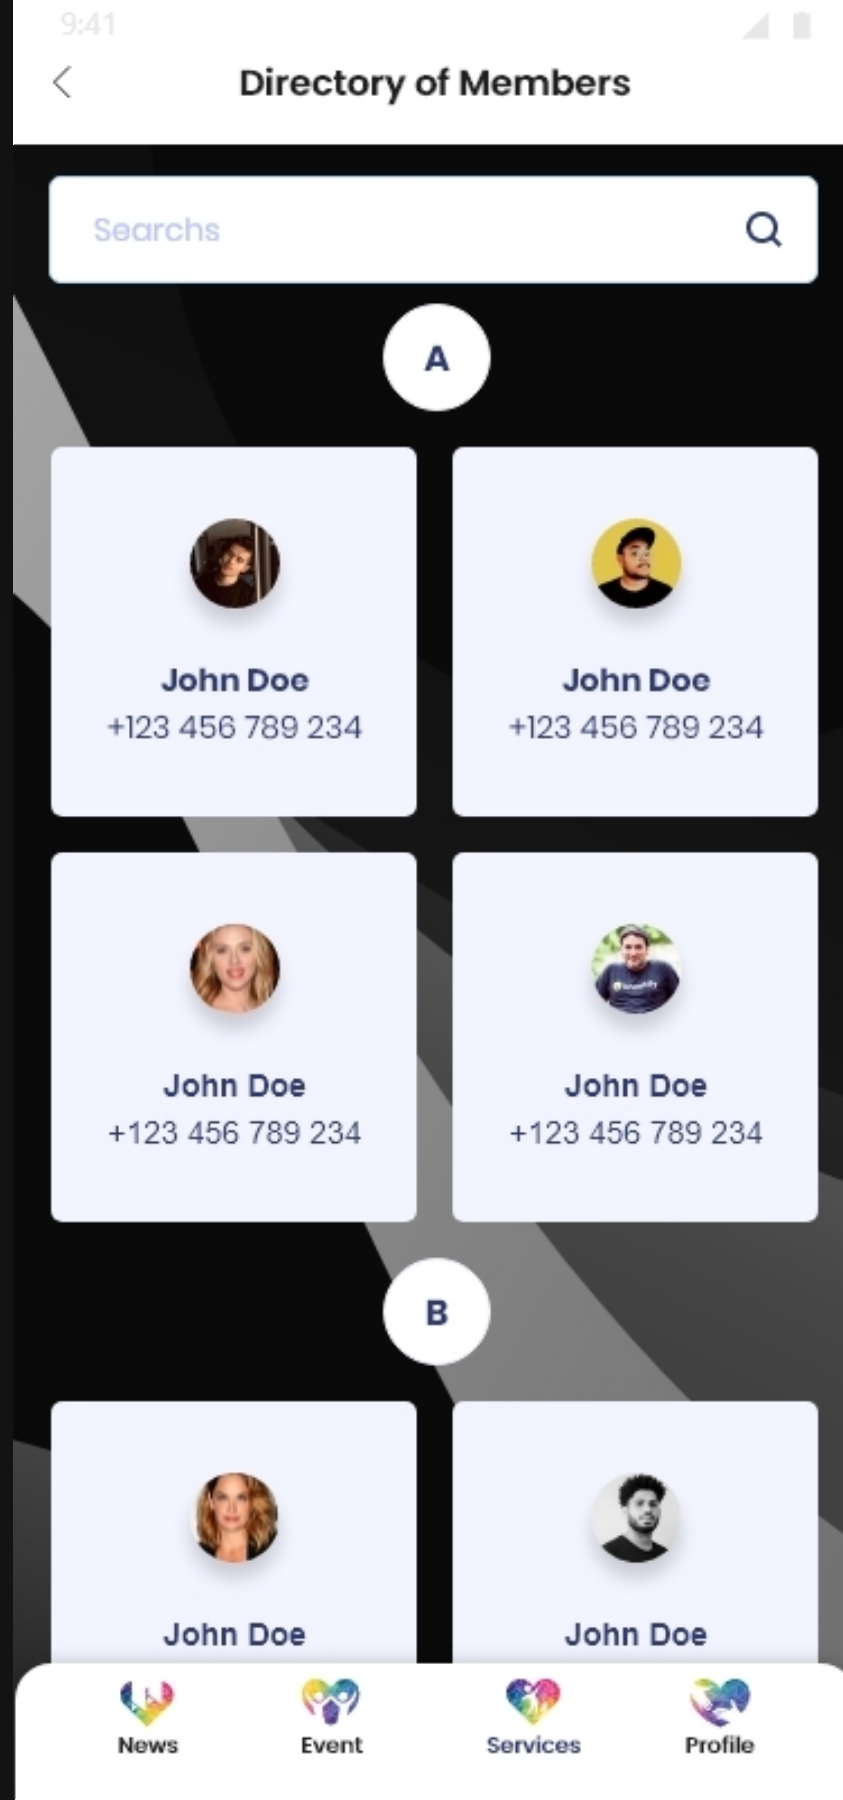 9:41
Directory of Members
Searchs
A
John Doe
+123 456 789 234
John Doe
+123 456 789 234
John Doe
+123 456 789 234
John Doe
+123 456 789 234
B
John Doe
John Doe
News
Event
Services
Profile